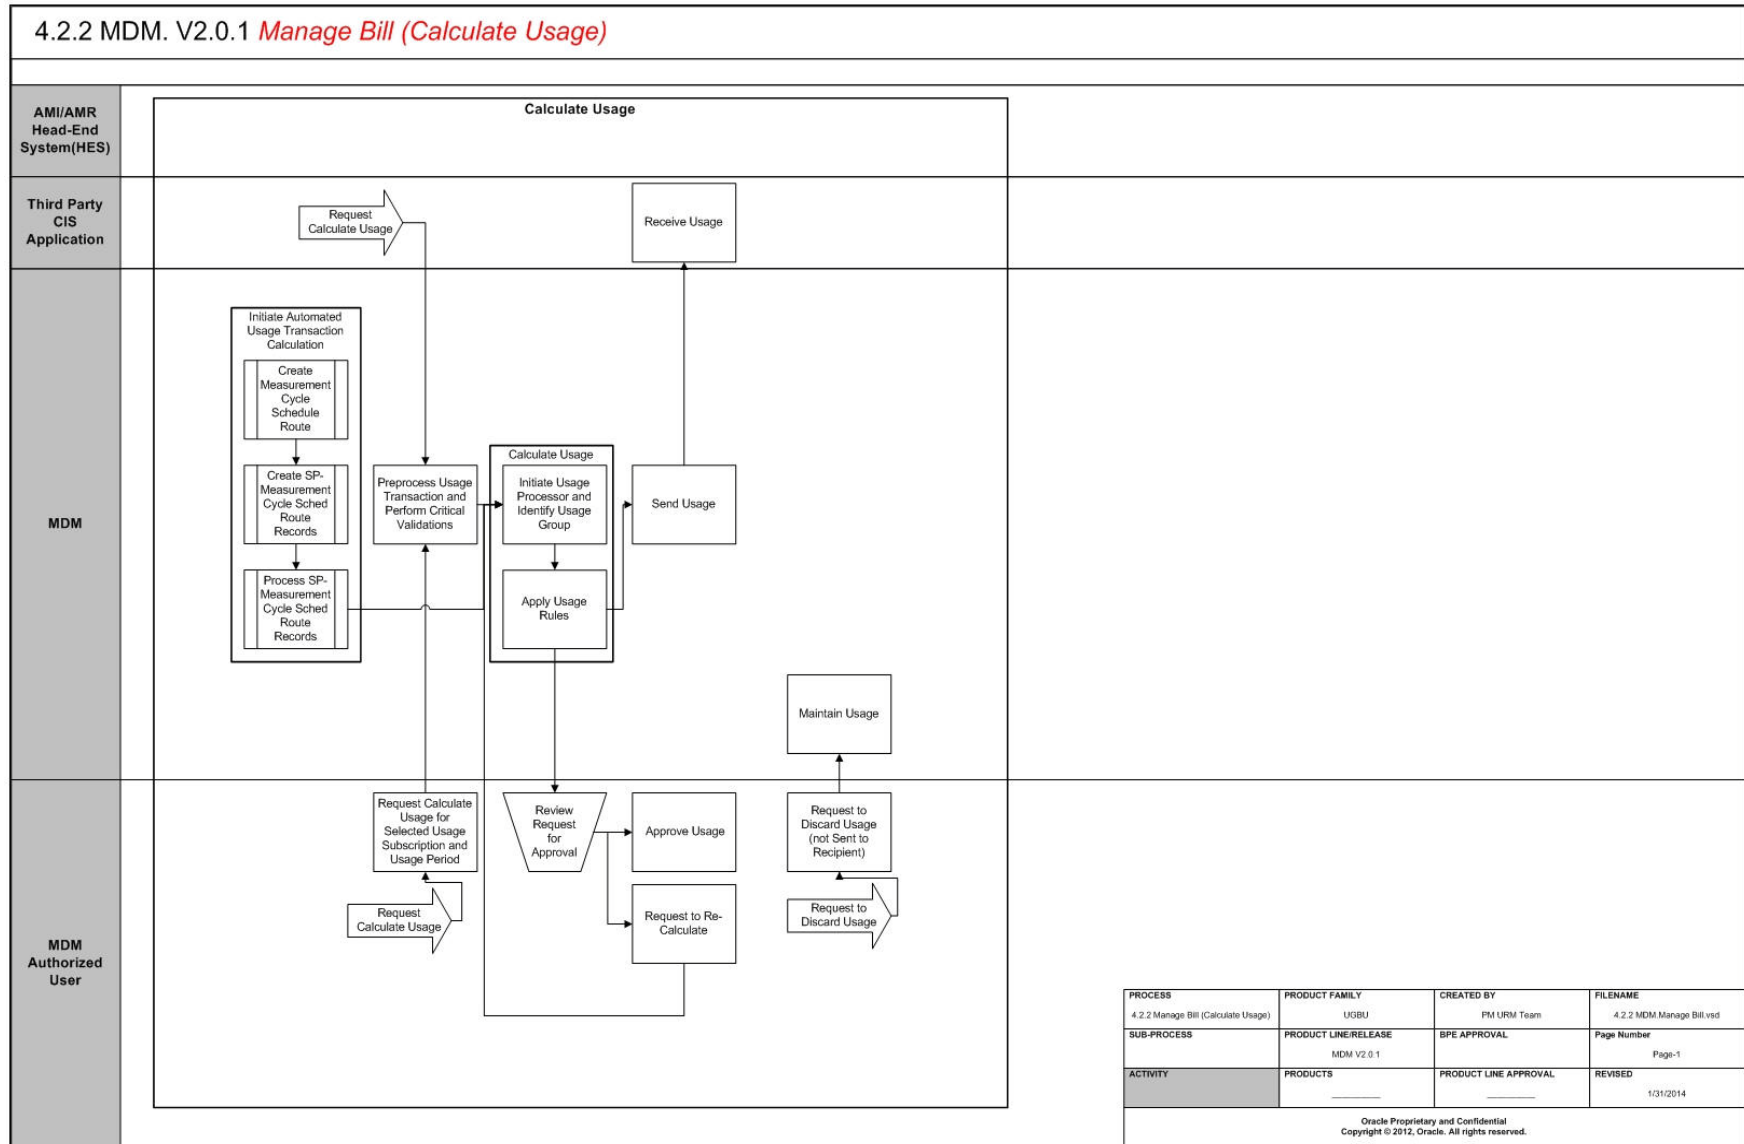 4.2.2 MDM. V2.0.1 Manage Bill (Calculate Usage)
AMI/AMR
Head-End
System(HES)
Calculate Usage
Third Party
CIS
Application
Request
Calculate Usage
Receive Usage
MDM
Initiate Automated
Usage Transaction
Calculation
Create
Measurement
Cycle
Schedule
Route
Create SP-
Measurement
Cycle Sched
Route
Records
Process SP-
Measurement
Cycle Sched
Route
Records
Preprocess Usage
Transaction and
Perform Critical
Validations
Calculate Usage
Initiate Usage
Processor and
Identify Usage
Group
Apply Usage
Rules
Send Usage
Maintain Usage
MDM
Authorized
User
Request Calculate
Usage for
Selected Usage
Subscription and
Usage Period
Request
Calculate Usage
Review
Request
for
Approval
Approve Usage
Request to Re-
Calculate
Request to
Discard Usage
(not Sent to
Recipient)
Request to
Discard Usage
PROCESS
4.2.2 Manage Bill (Calculate Usage)
PRODUCT FAMILY
UGBU
CREATED BY
PM URM Team
FILENAME
4.2.2 MDM.Manage Bill.vsd
SUB-PROCESS
PRODUCT LINE/RELEASE
MDM V2.0.1
BPE APPROVAL
Page Number
Page-1
ACTIVITY
PRODUCTS
PRODUCT LINE APPROVAL
REVISED
1/31/2014
Oracle Proprietary and Confidential
Copyright © 2012, Oracle. All rights reserved.